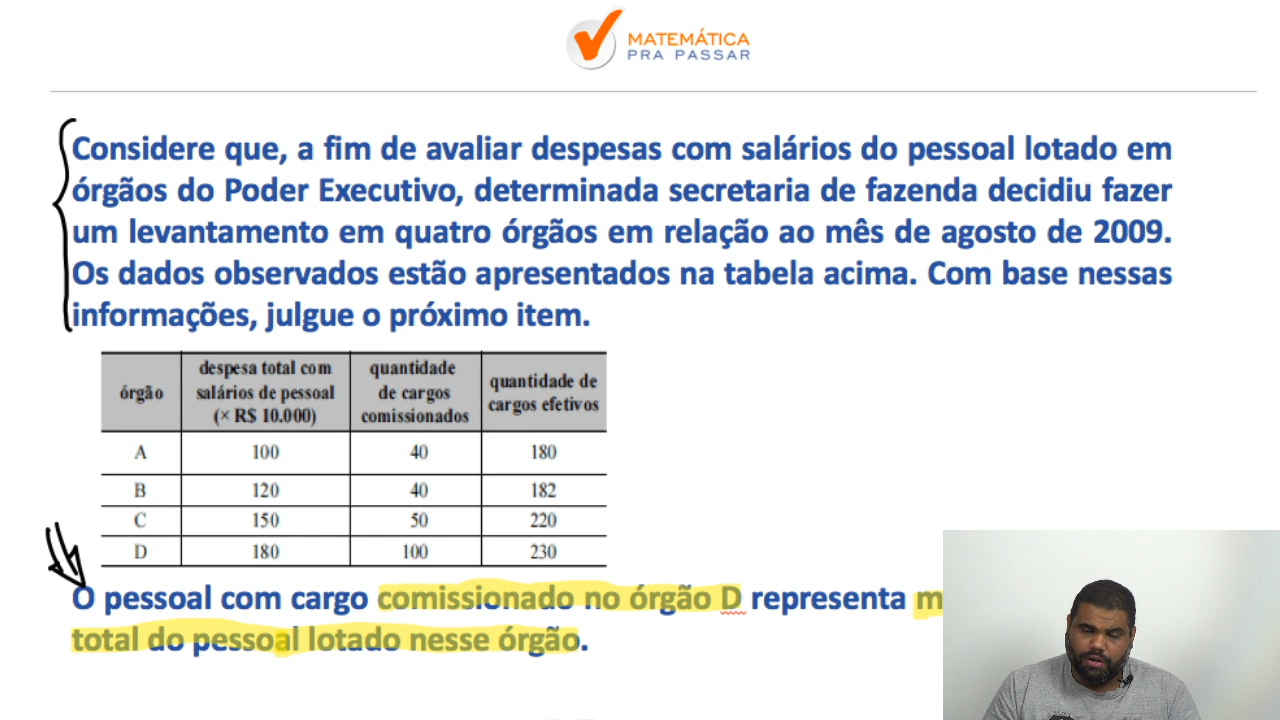 MATEMÁTICA
PRA PASSAR
Considere que, a fim de avaliar despesas com salários do pessoal lotado em
órgãos do Poder Executivo, determinada secretaria de fazenda decidiu fazer
um levantamento em quatro órgãos em relação ao mês de agosto de 2009.
Os dados observados estão apresentados na tabela acima. Com base nessas
informações, julgue o próximo item.
órgão despesa total com salários de pessoal (× R$ 10.000) quantidade de cargos comissionados quantidade de cargos efetivos
A 100 40 180
B 120 40 182
C 150 50 220
D 180 100 230
O pessoal com cargo comissionado no órgão D representa
total do pessoal lotado nesse órgão.